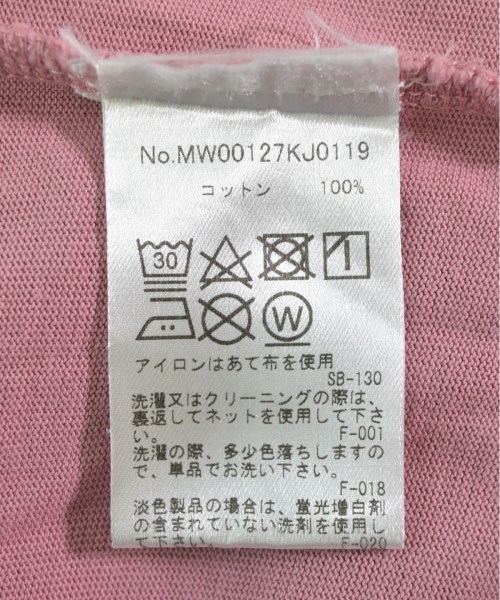 No.MW00127KJ0119
コットン 100%
30
W
アイロンはあて布を使用
SB-130
洗濯又はクリーニングの際は、
裏返してネットを使用して下さ
い。 F-001
洗濯の際、多少色落ちしますの
で、単品でお洗い下さい。
F-018
淡色製品の場合は、蛍光増白剤
の含まれていない洗剤を使用し
F-020